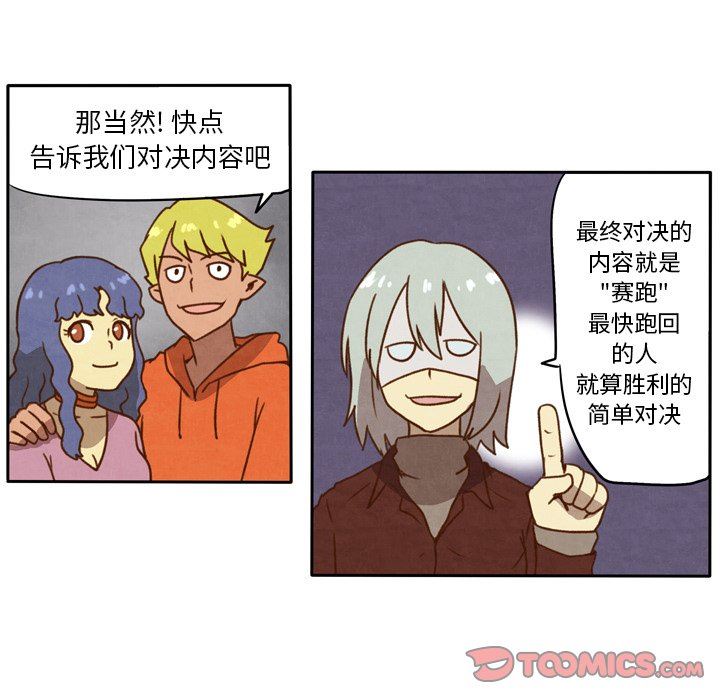 那当然! 快点
告诉我们对决内容吧
最终对决的
内容就是
"赛跑"
最快跑回
的人
就算胜利的
简单对决
TOOMICS.COM